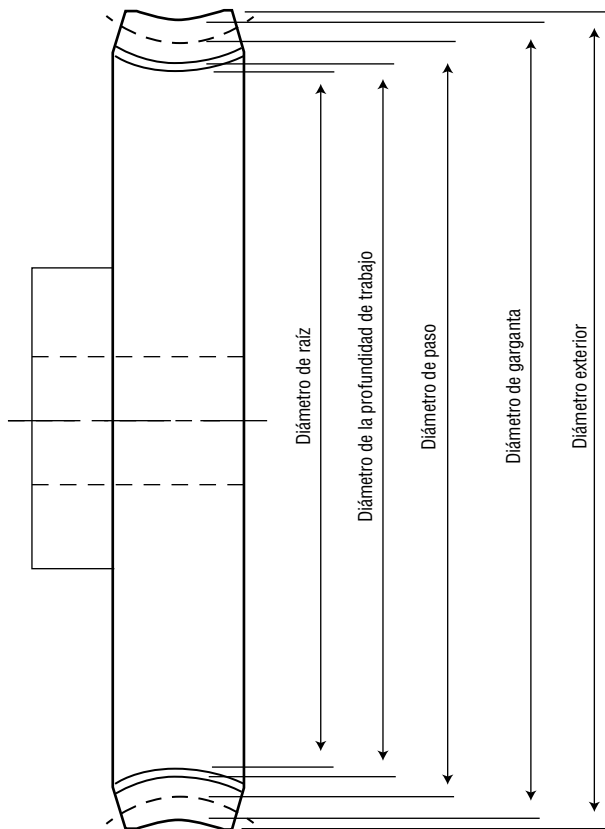 Diámetro de raíz
Diámetro de la profundidad de trabajo
Diámetro de paso
Diámetro de garganta
Diámetro exterior